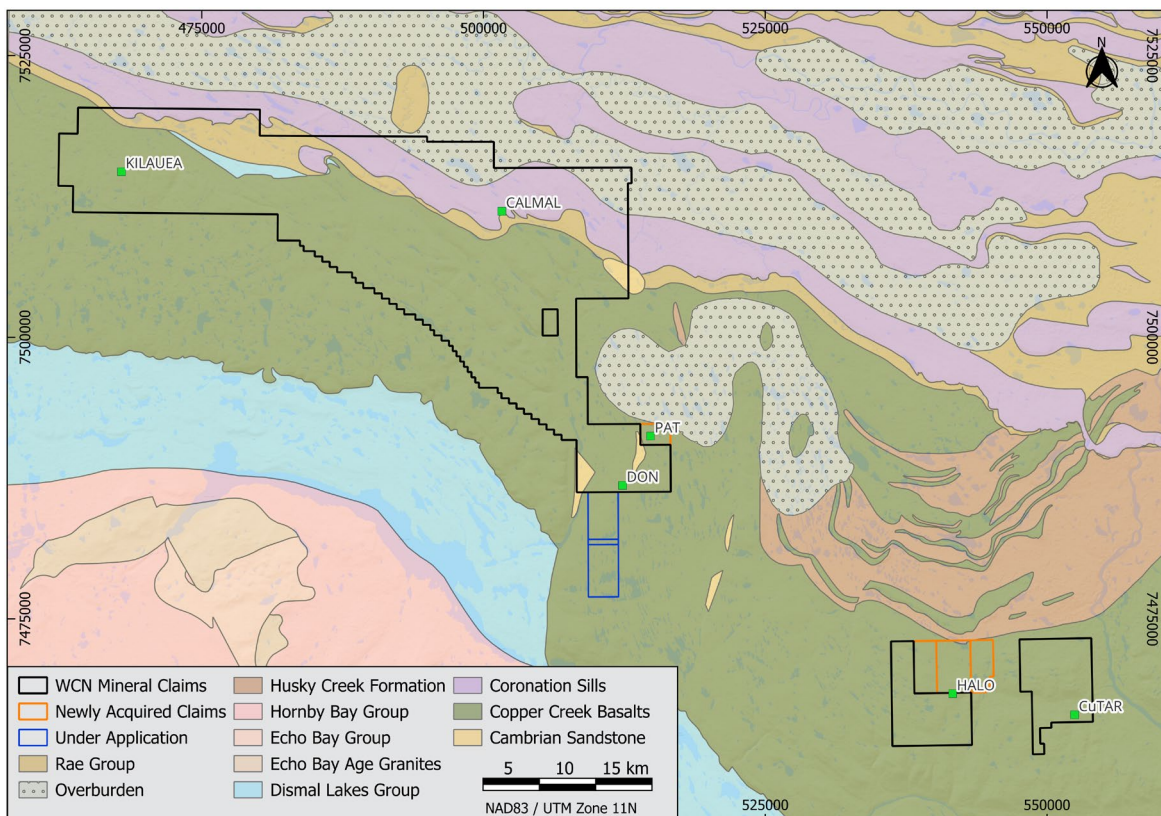 475000
500000
525000
550000
7525000
7525000
N
KILAUEA
CALMAL
7500000
7500000
PAT
DON
7475000
7475000
HALO
CuTAR
WCN Mineral Claims
Newly Acquired Claims
Under Application
Rae Group
Overburden
Husky Creek Formation
Hornby Bay Group
Echo Bay Group
Echo Bay Age Granites
Dismal Lakes Group
Coronation Sills
Copper Creek Basalts
Cambrian Sandstone
5 10 15 km
NAD83 / UTM Zone 11N
525000
550000